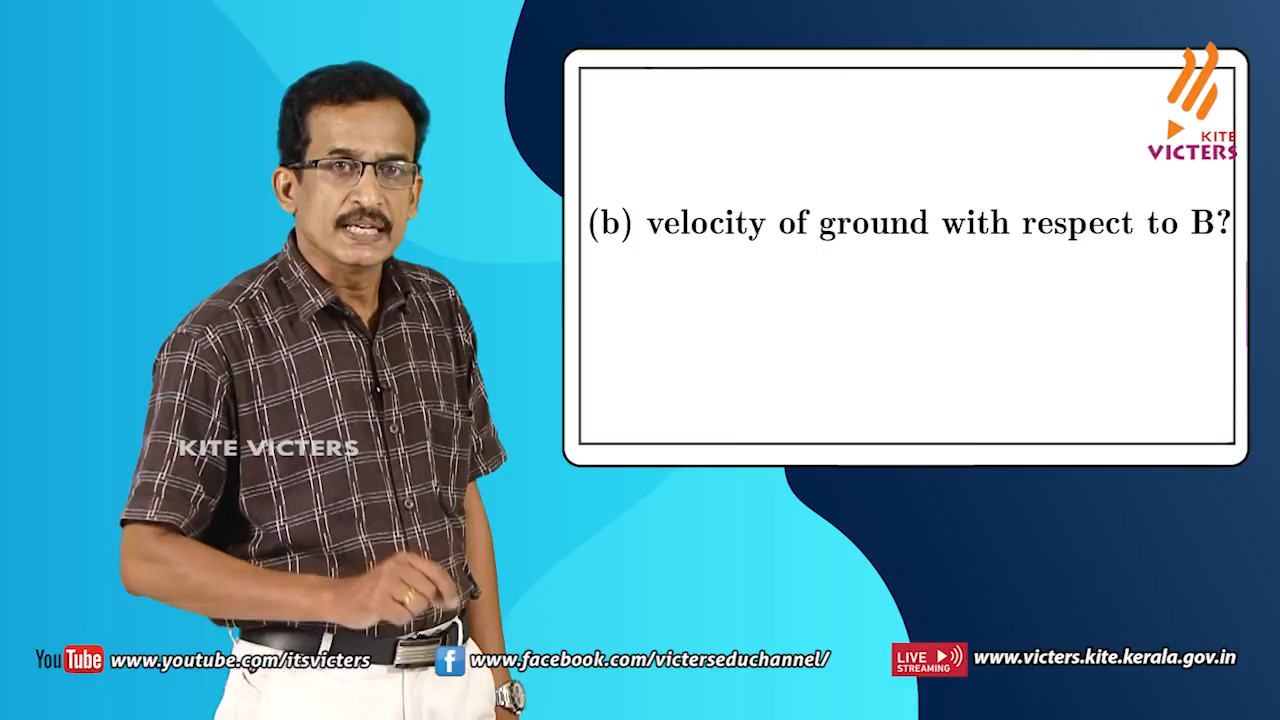 KITE
VICTERS
(b) velocity of ground with respect to B?
KITE VICTERS
YouTube www.youtube.com/itsvicters
f www.facebook.com/victerseduchannel/
LIVE
STREAMING
www.victers.kite.kerala.gov.in